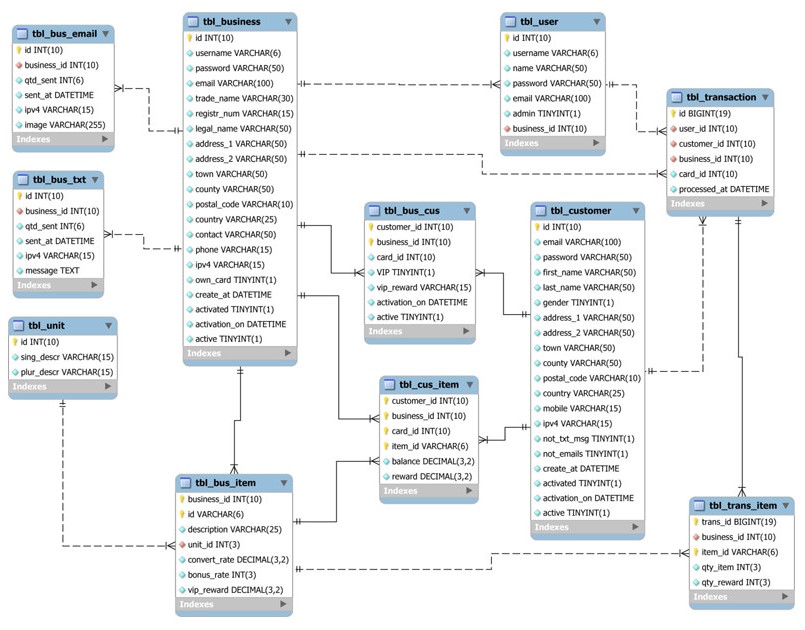 tbl_bus_email
id INT(10)
business_id INT(10)
qtd_sent INT(6)
sent_at DATETIME
ipv4 VARCHAR(15)
image VARCHAR(255)
Indexes
tbl_bus_txt
id INT(10)
business_id INT(10)
qtd_sent INT(6)
sent_at DATETIME
ipv4 VARCHAR(15)
message TEXT
Indexes
tbl_unit
id INT(10)
sing_descr VARCHAR(15)
plur_descr VARCHAR(15)
Indexes
tbl_business
id INT(10)
username VARCHAR(6)
password VARCHAR(50)
email VARCHAR(100)
trade_name VARCHAR(30)
registr_num VARCHAR(15)
legal_name VARCHAR(50)
address_1 VARCHAR(50)
address_2 VARCHAR(50)
town VARCHAR(50)
county VARCHAR(50)
postal_code VARCHAR(10)
country VARCHAR(25)
contact VARCHAR(50)
phone VARCHAR(15)
ipv4 VARCHAR(15)
own_card TINYINT(1)
create_at DATETIME
activated TINYINT(1)
activation_on DATETIME
active TINYINT(1)
Indexes
tbl_bus_item
business_id INT(10)
id VARCHAR(6)
description VARCHAR(25)
unit_id INT(3)
convert_rate DECIMAL(3,2)
bonus_rate INT(3)
vip_reward DECIMAL(3,2)
Indexes
tbl_bus_cus
customer_id INT(10)
business_id INT(10)
card_id INT(10)
VIP TINYINT(1)
vip_reward VARCHAR(15)
activation_on DATETIME
active TINYINT(1)
Indexes
tbl_cus_item
customer_id INT(10)
business_id INT(10)
card_id INT(10)
item_id VARCHAR(6)
balance DECIMAL(3,2)
reward DECIMAL(3,2)
Indexes
tbl_user
id INT(10)
username VARCHAR(6)
name VARCHAR(50)
password VARCHAR(50)
email VARCHAR(100)
admin TINYINT(1)
business_id INT(10)
Indexes
tbl_customer
id INT(10)
email VARCHAR(100)
password VARCHAR(50)
first_name VARCHAR(50)
last_name VARCHAR(50)
gender TINYINT(1)
address_1 VARCHAR(50)
address_2 VARCHAR(50)
town VARCHAR(50)
county VARCHAR(50)
postal_code VARCHAR(10)
country VARCHAR(25)
mobile VARCHAR(15)
ipv4 VARCHAR(15)
not_txt_msg TINYINT(1)
not_emails TINYINT(1)
create_at DATETIME
activated TINYINT(1)
activation_on DATETIME
active TINYINT(1)
Indexes
tbl_transaction
id BIGINT(19)
user_id INT(10)
customer_id INT(10)
business_id INT(10)
card_id INT(10)
processed_at DATETIME
Indexes
tbl_trans_item
trans_id BIGINT(19)
business_id INT(10)
item_id VARCHAR(6)
qty_item INT(3)
qty_reward INT(3)
Indexes